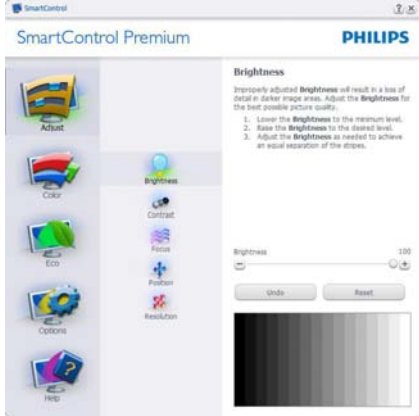 SmartControl
SmartControl Premium
PHILIPS
Adjust
Color
Eco
Options
Help
Brightness
Contrast
Focus
Position
Resolution
Brightness
Improperly adjusted Brightness will result in a loss of
detail in darker image areas. Adjust the Brightness for
the best possible picture quality.
1. Lower the Brightness to the minimum level.
2. Raise the Brightness to the desired level.
3. Adjust the Brightness as needed to achieve
an equal separation of the stripes.
Brightness 100
Undo Reset